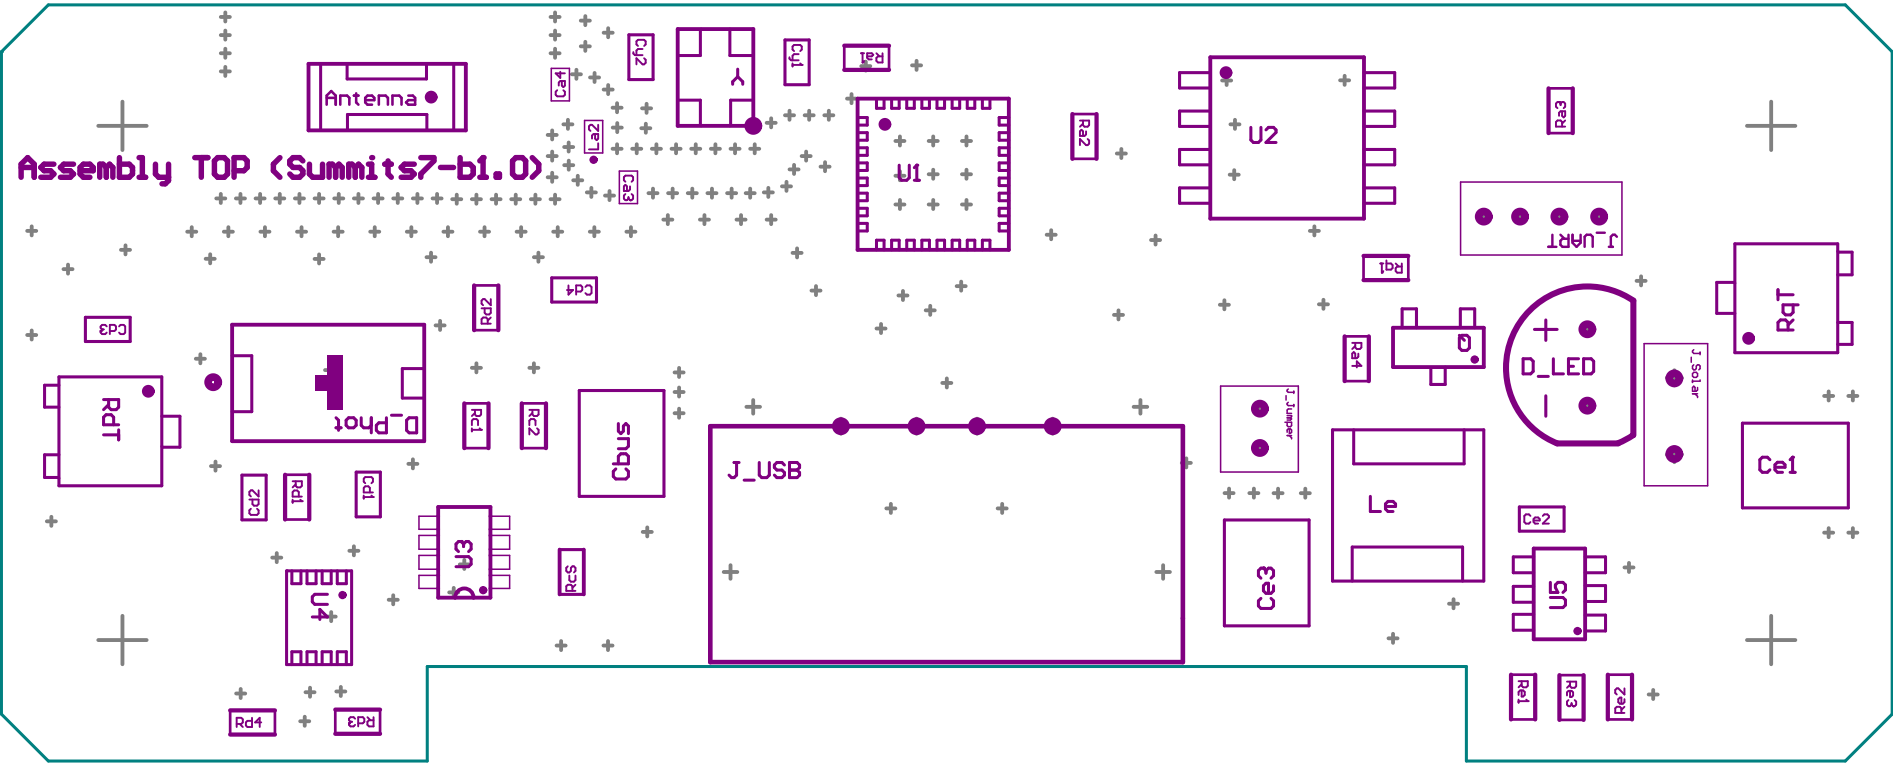 Cy2
Y
Cy1
Ra1
Ca4
Antenna
La2
Ra2
U2
Ra3
Assembly TOP (Summits7-b1.0)
U1
Ca3
J_UART
Rq1
Cd4
Rd2
RqT
Cd3
Q
Ra4
D_LED
+
-
J_Solar
RpT
D_Phot
Rc1
Rc2
Cbus
J_Jumper
J_USB
Ce1
Cd2
Rd1
Cd1
Le
Ce2
U3
RcS
Ce3
U5
U4
Re1
Re3
Re2
Rd4
Rd3